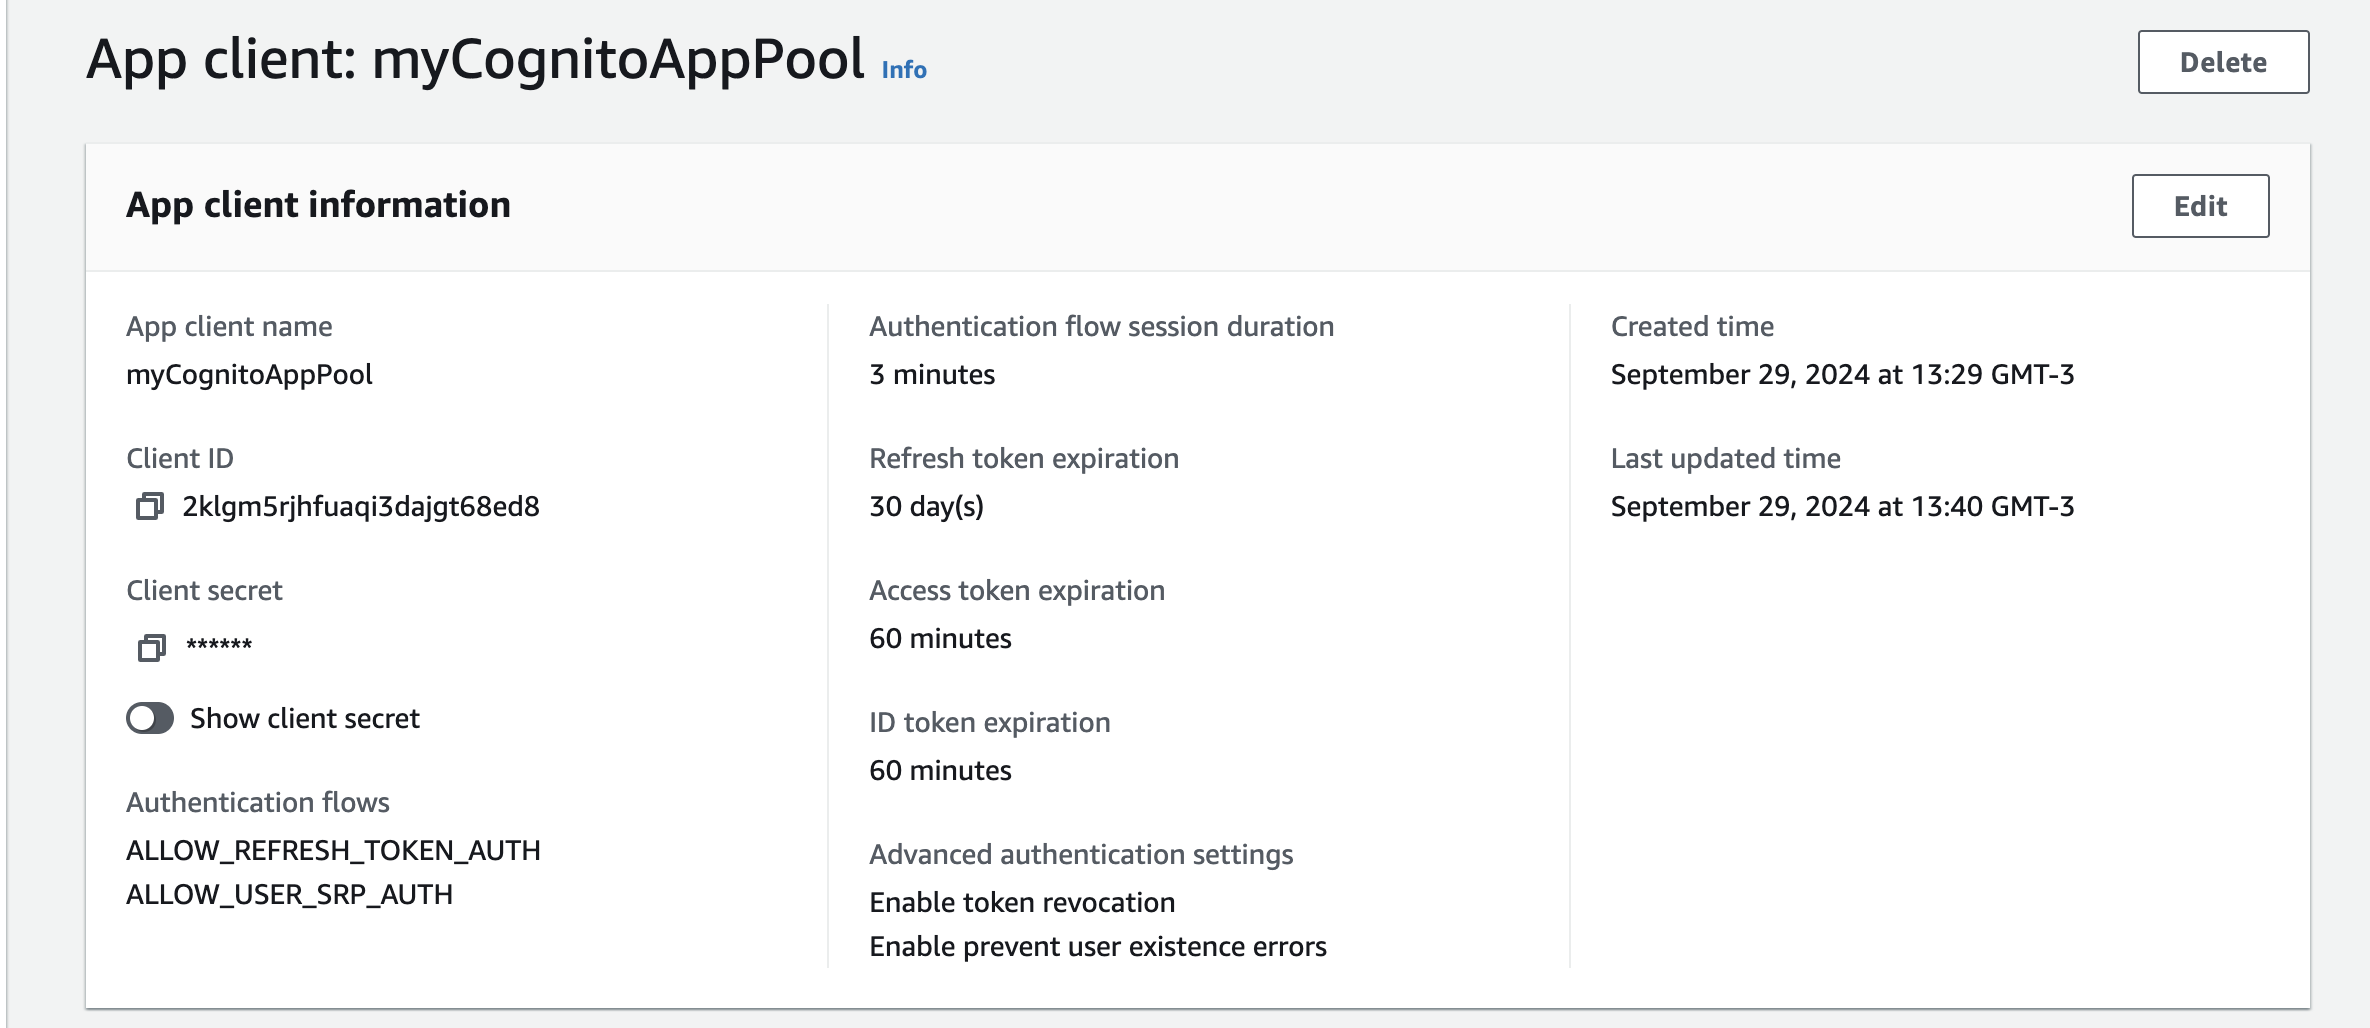 App client: myCognitoAppPool Info
Delete
App client information
Edit
App client name
myCognitoAppPool
Client ID
2klgm5rjhfuaqi3dajgt68ed8
Client secret
******
Show client secret
Authentication flows
ALLOW_REFRESH_TOKEN_AUTH
ALLOW_USER_SRP_AUTH
Authentication flow session duration
3 minutes
Refresh token expiration
30 day(s)
Access token expiration
60 minutes
ID token expiration
60 minutes
Advanced authentication settings
Enable token revocation
Enable prevent user existence errors
Created time
September 29, 2024 at 13:29 GMT-3
Last updated time
September 29, 2024 at 13:40 GMT-3